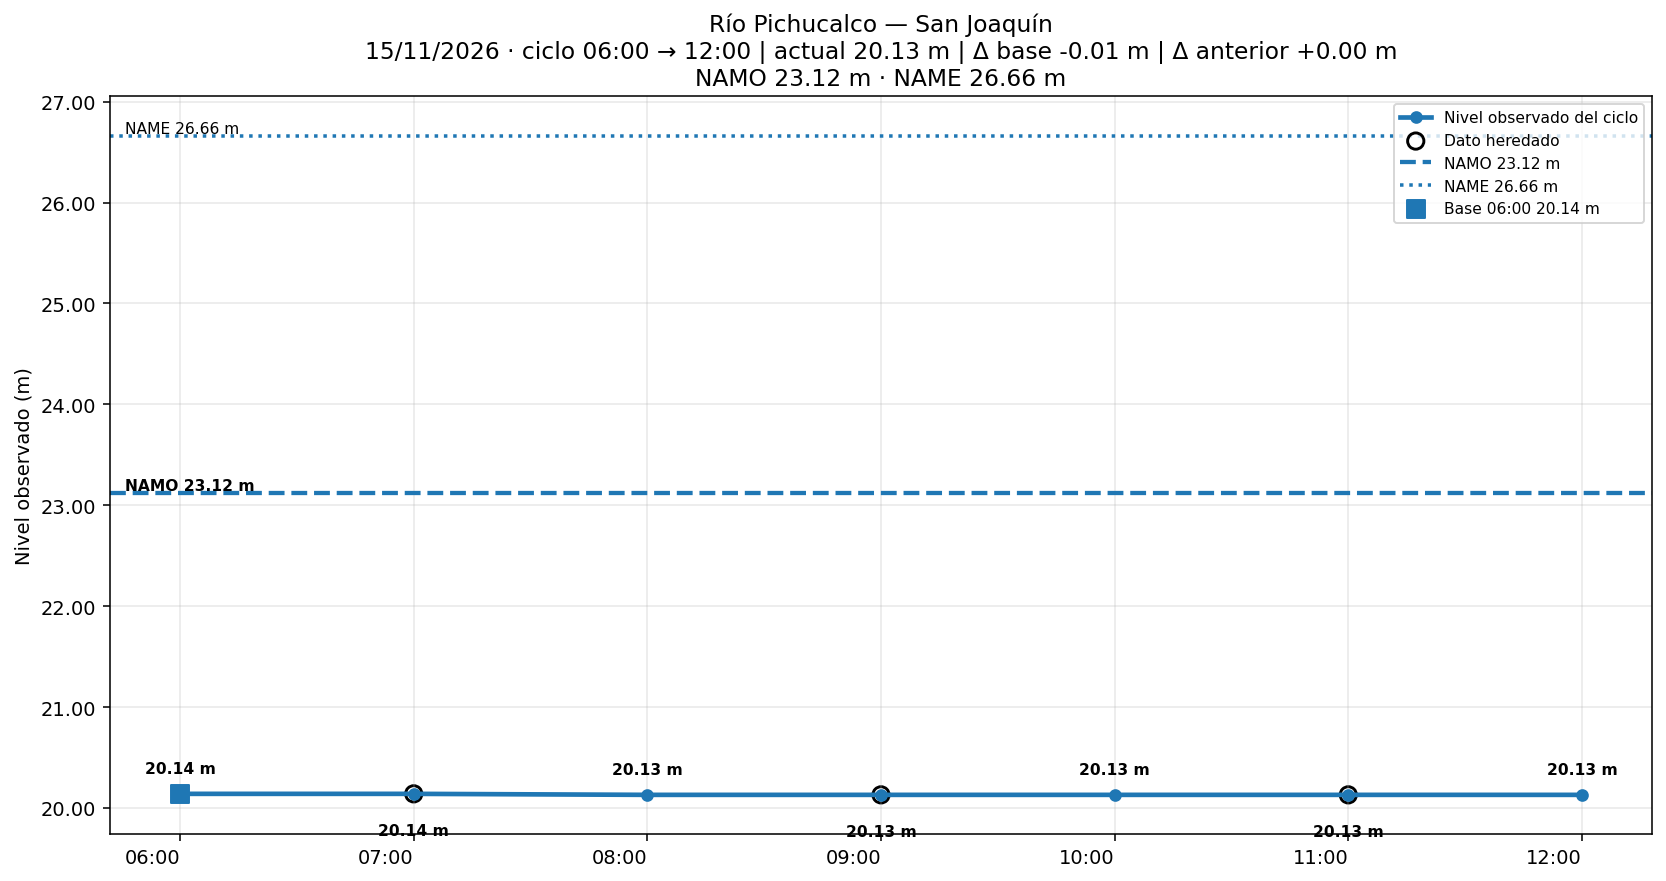 Río Pichucalco — San Joaquín
15/11/2026 · ciclo 06:00 → 12:00 | actual 20.13 m | Δ base -0.01 m | Δ anterior +0.00 m
NAMO 23.12 m · NAME 26.66 m
27.00
NAME 26.66 m
Nivel observado del ciclo
Dato heredado
NAMO 23.12 m
NAME 26.66 m
Base 06:00 20.14 m
26.00
25.00
24.00
NAMO 23.12 m
23.00
22.00
21.00
20.00
Nivel observado (m)
20.14 m
20.13 m
20.13 m
20.13 m
20.14 m
20.13 m
20.13 m
06:00
07:00
08:00
09:00
10:00
11:00
12:00